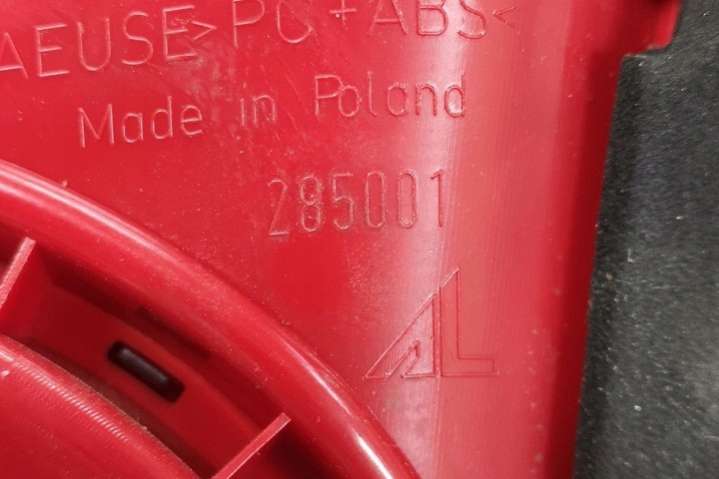 AEUSE >PC+ABS<
Made in Poland
285001
AL